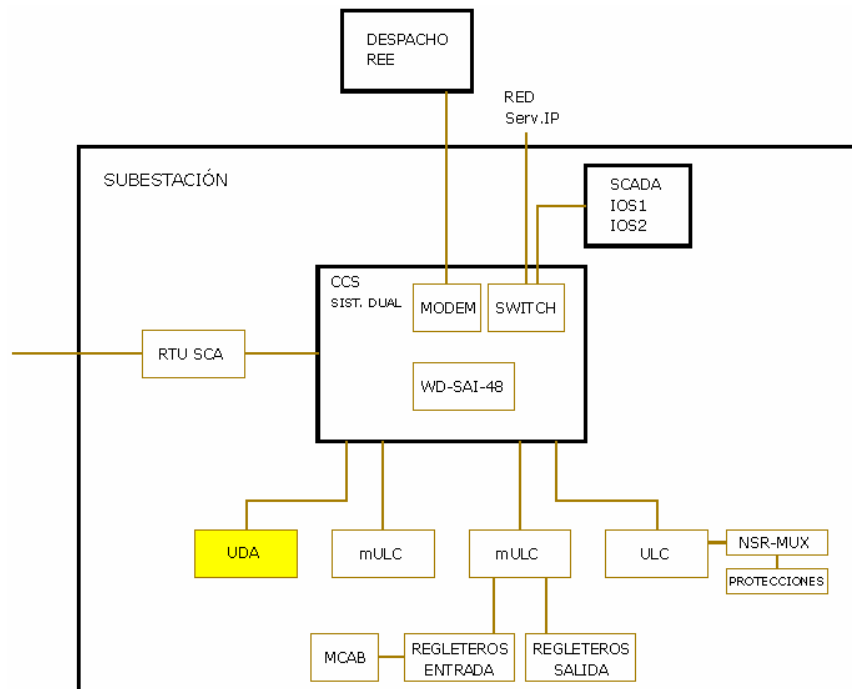 DESPACHO
REE
RED
Serv.IP
SUBESTACIÓN
SCADA
IOS1
IOS2
CCS
SIST. DUAL
MODEM
SWITCH
RTU SCA
WD-SAI-48
UDA
mULC
mULC
ULC
NSR-MUX
PROTECCIONES
MCAB
REGLETEROS
ENTRADA
REGLETEROS
SALIDA